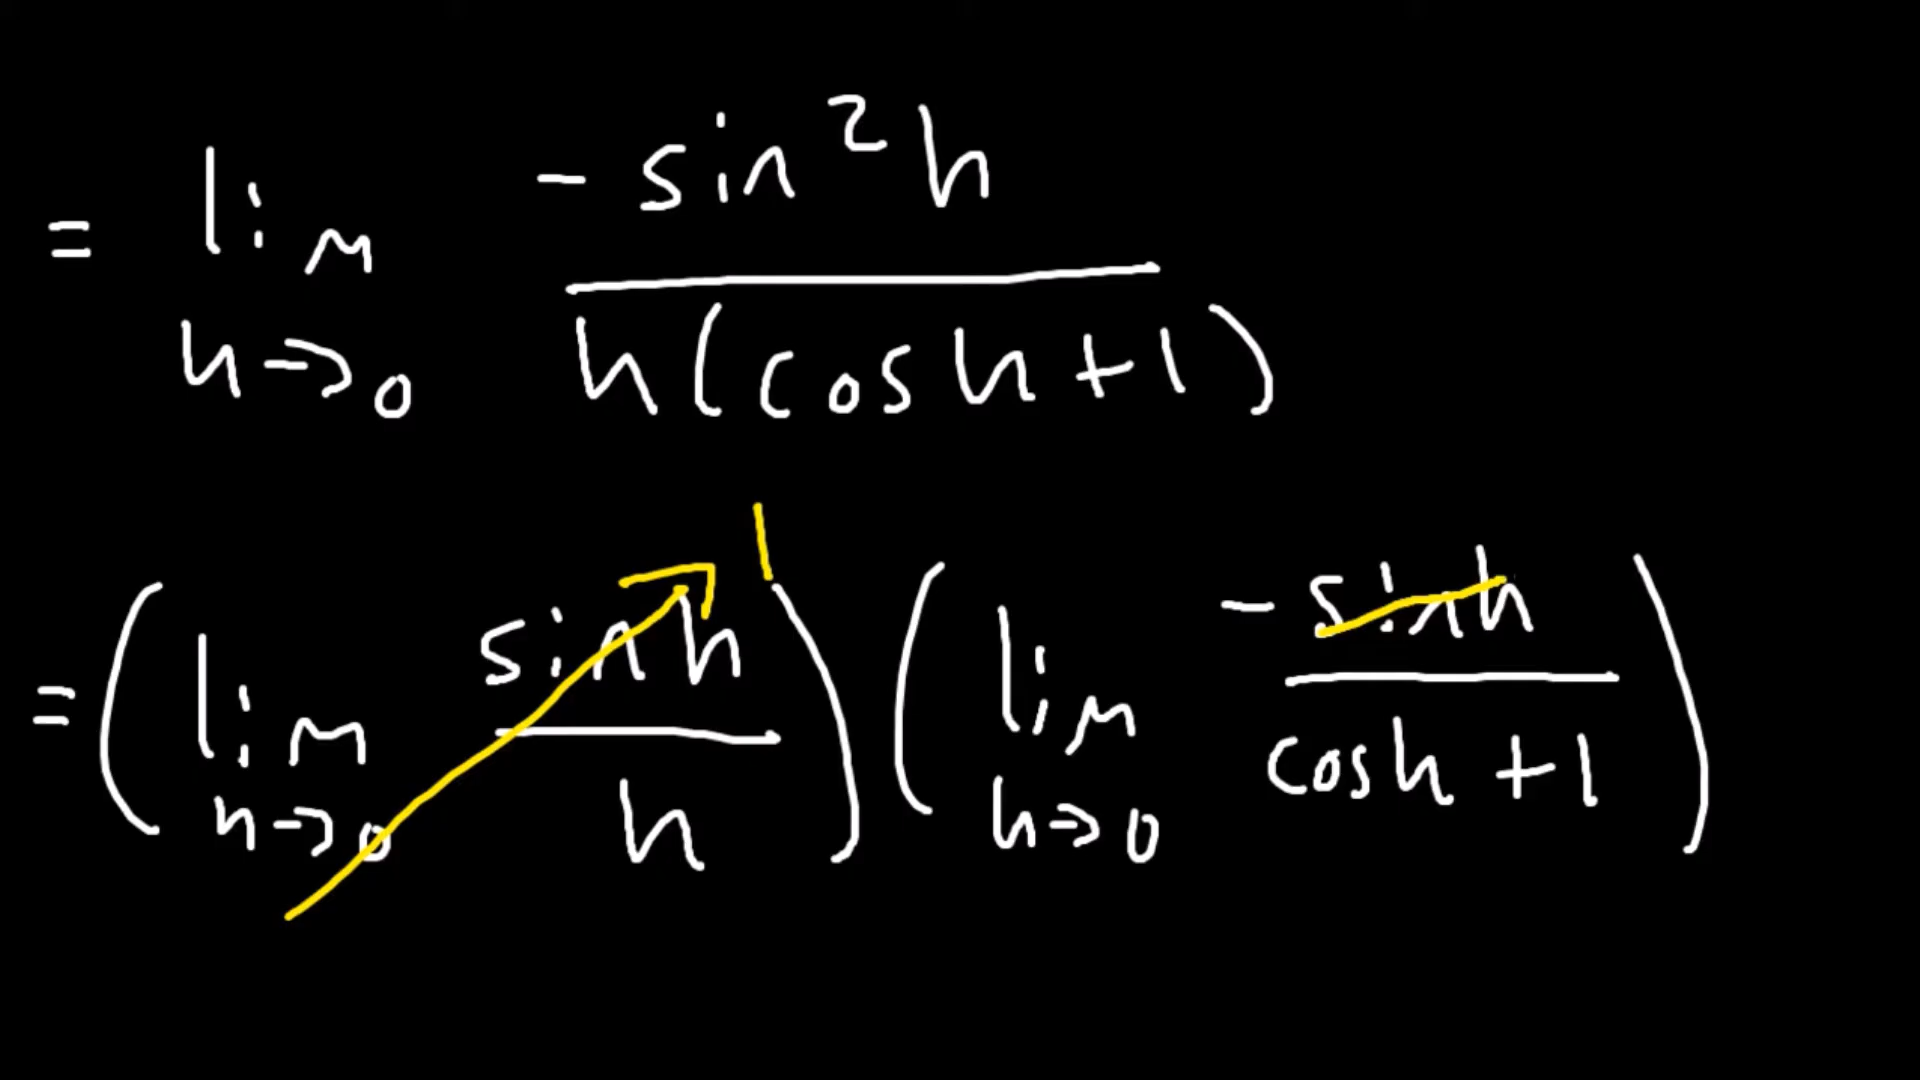 = lim h→0 -sin²h / h(cosh+1)
= (lim h→0 sinh / h) 1 (lim h→0 -sinh / cosh+1)